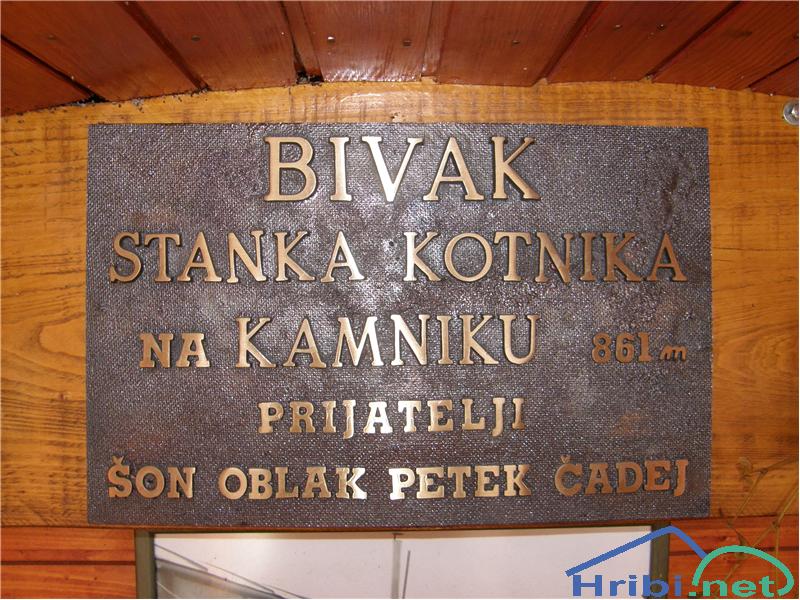 BIVAK
STANKA KOTNIKA
NA KAMNIKU 861 m
PRIJATELJI
ŠON OBLAK PETEK ČADEJ
Hribi.net